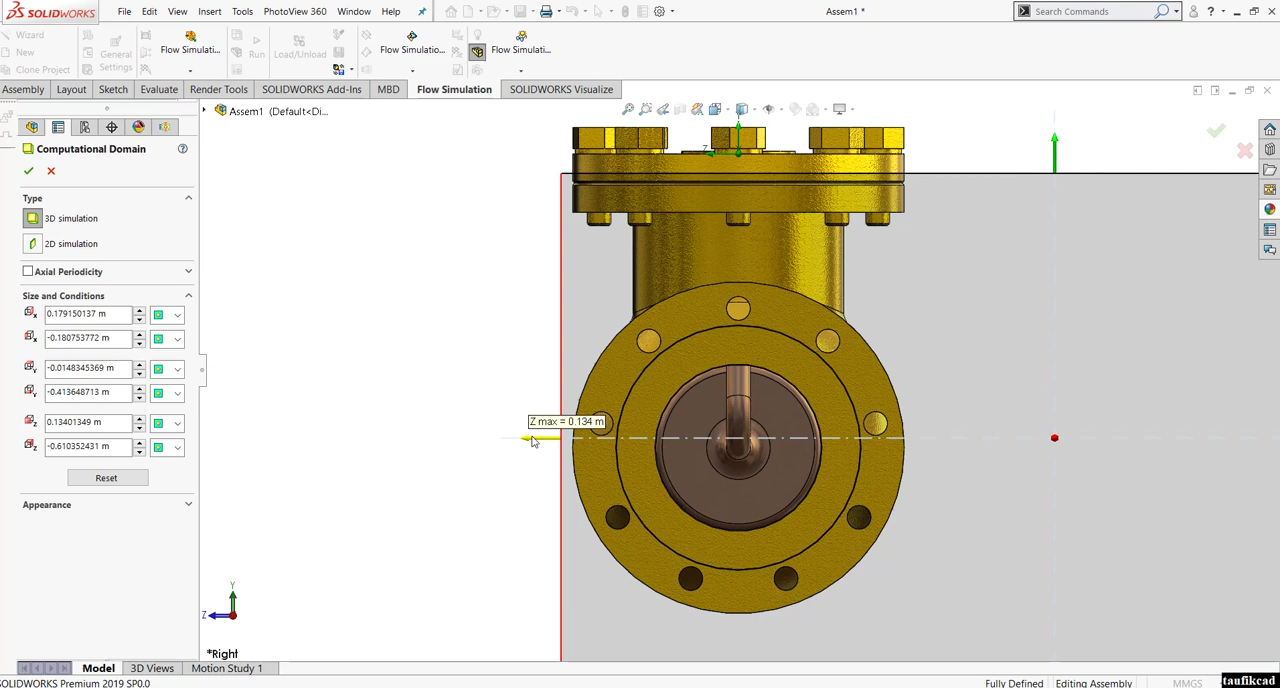 SOLIDWORKS File Edit View Insert Tools PhotoView 360 Window Help Assem1 * Search Commands
Wizard
New
Clone Project
General Settings
Flow Simulati...
Run
Load/Unload
Flow Simulati...
Flow Simulati...
Assembly Layout Sketch Evaluate Render Tools SOLIDWORKS Add-Ins MBD Flow Simulation SOLIDWORKS Visualize
Assem1 (Default<Di...
Computational Domain
Type
3D simulation
2D simulation
Axial Periodicity
Size and Conditions
0.179150137 m
-0.180753772 m
-0.0148345369 m
-0.413648713 m
0.13401349 m
-0.610352431 m
Reset
Appearance
Z
Z max = 0.134 m
Y
Z
*Right
Model 3D Views Motion Study 1
SOLIDWORKS Premium 2019 SP0.0 Fully Defined Editing Assembly MMGS
taufikcad